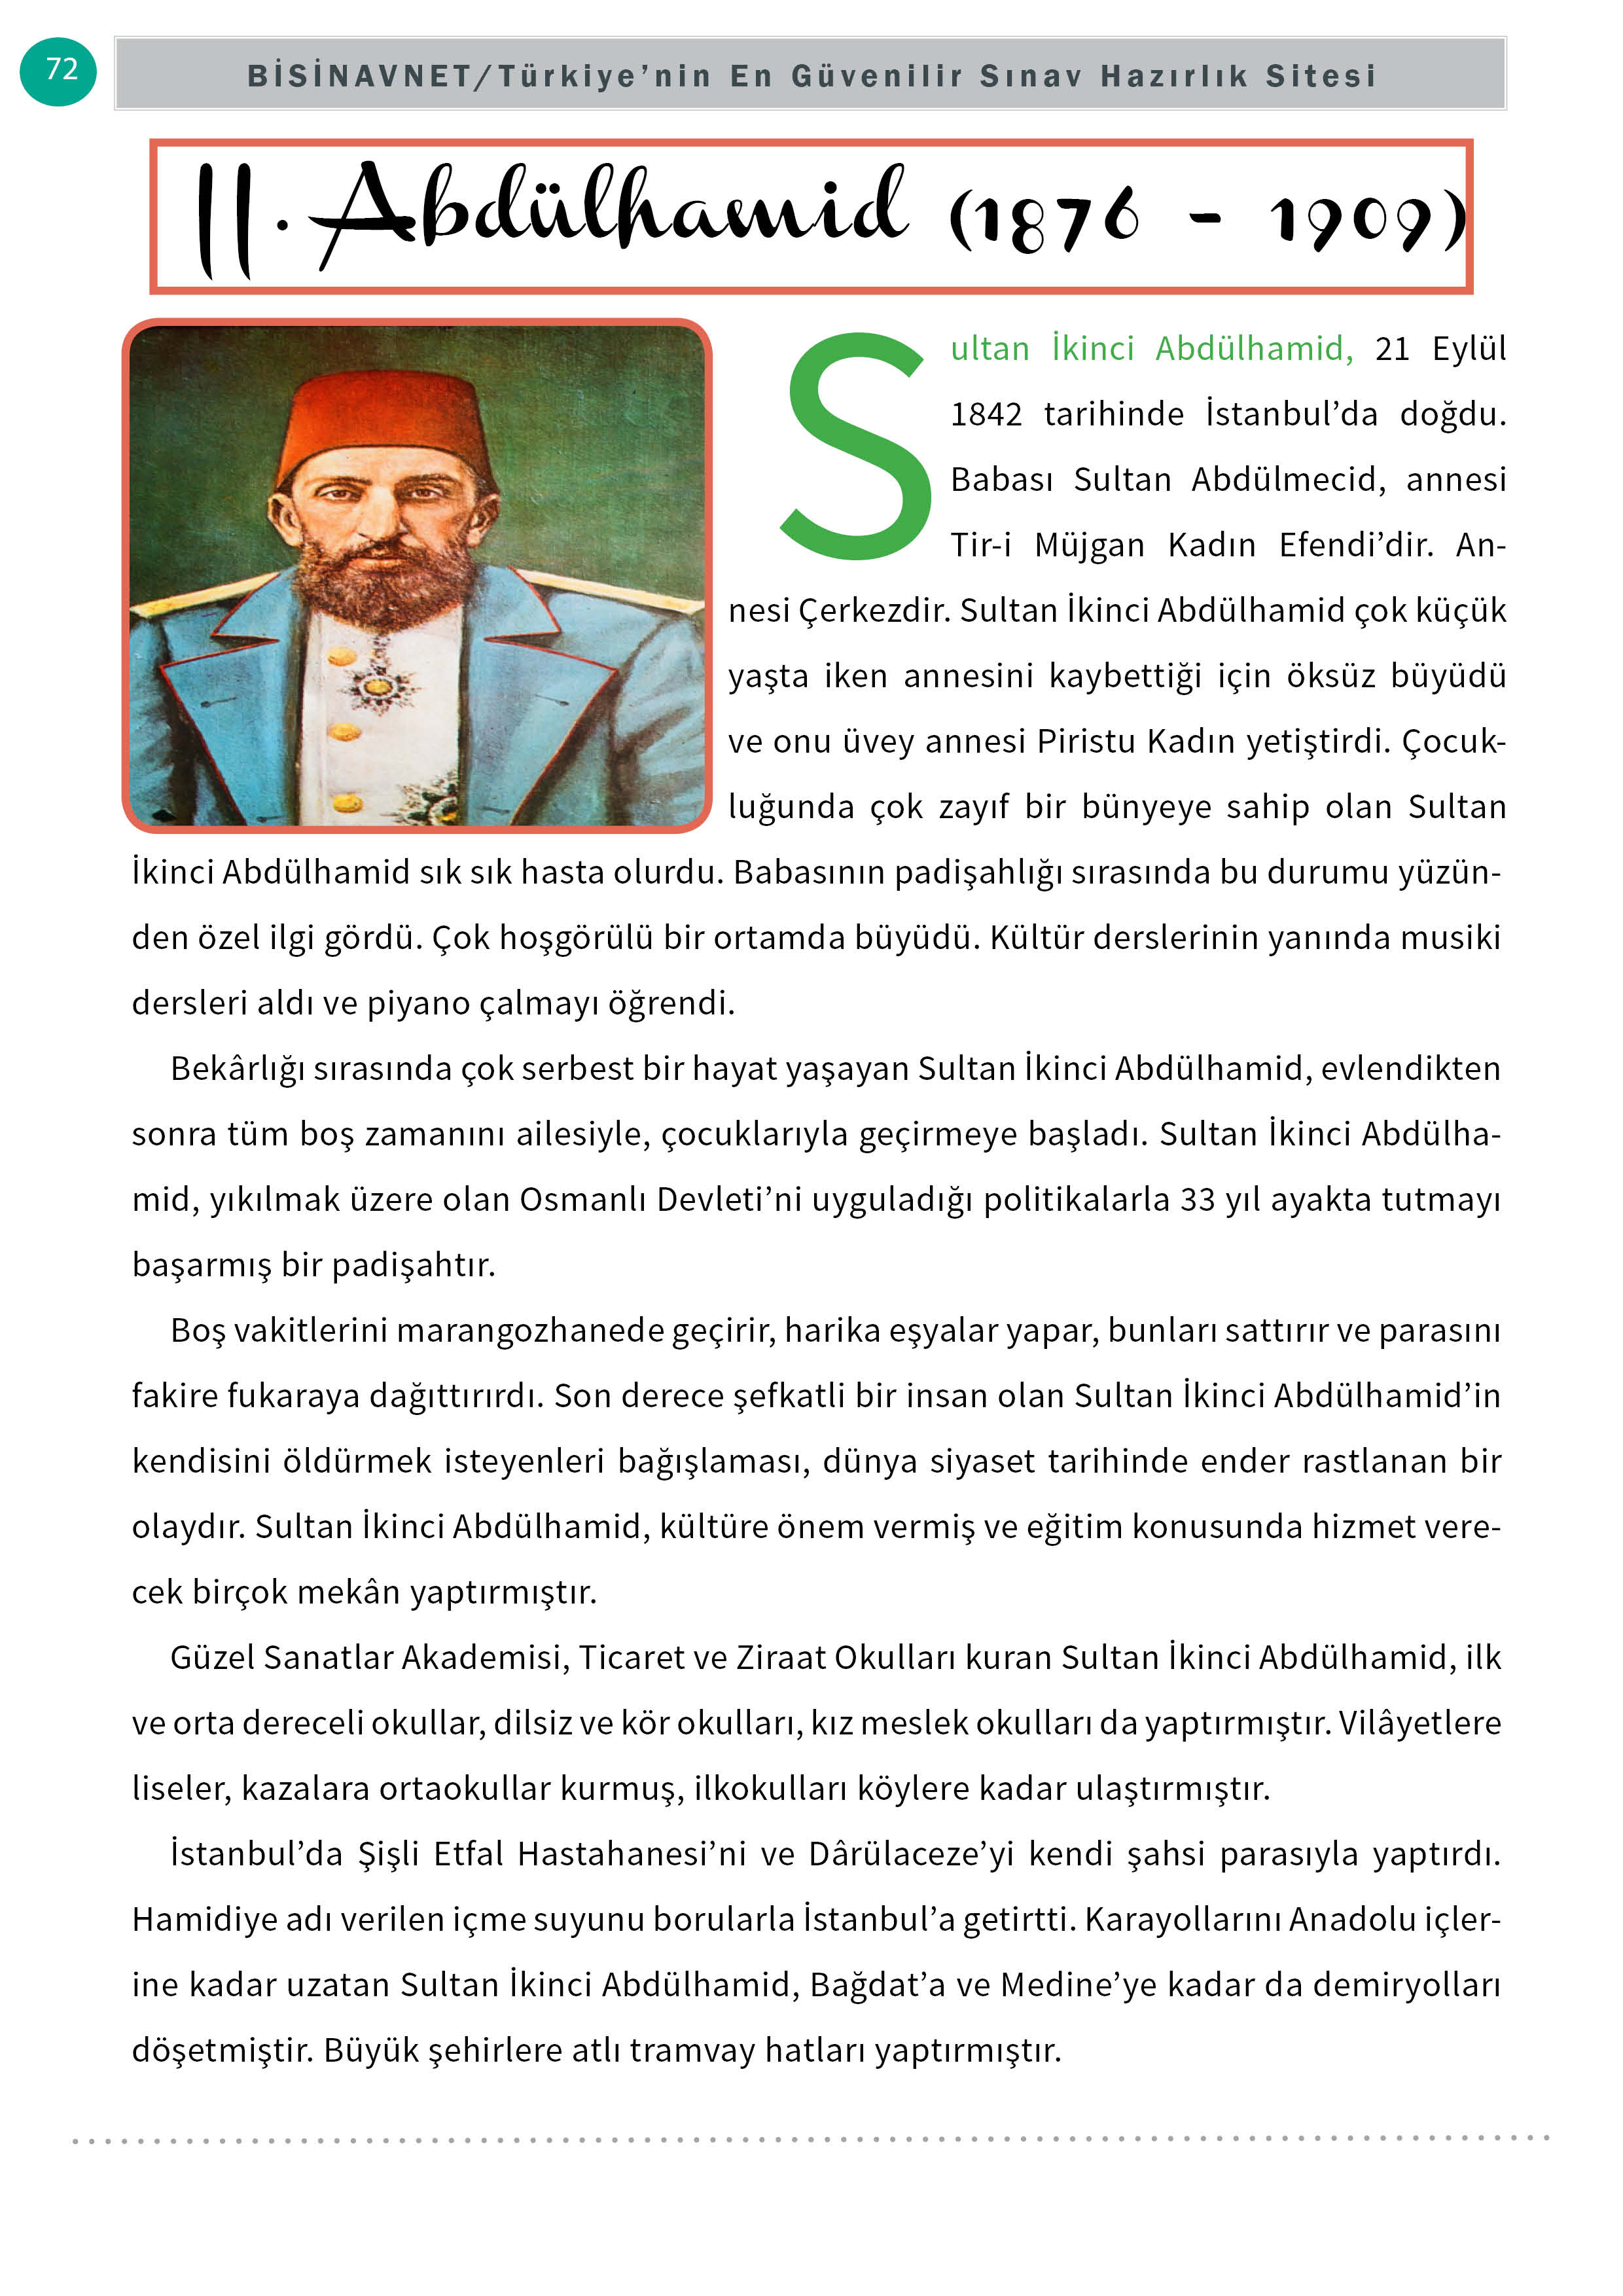 72
BİSİNAVNET/Türkiye’nin En Güvenilir Sınav Hazırlık Sitesi
II. Abdülhamid (1876 - 1909)
Sultan İkinci Abdülhamid, 21 Eylül
1842 tarihinde İstanbul’da doğdu.
Babası Sultan Abdülmecid, annesi
Tir-i Müjgan Kadın Efendi’dir. An-
nesi Çerkezdir. Sultan İkinci Abdülhamid çok küçük
yaşta iken annesini kaybettiği için öksüz büyüdü
ve onu üvey annesi Piristu Kadın yetiştirdi. Çocuk-
luğunda çok zayıf bir bünyeye sahip olan Sultan
İkinci Abdülhamid sık sık hasta olurdu. Babasının padişahlığı sırasında bu durumu yüzün-
den özel ilgi gördü. Çok hoşgörülü bir ortamda büyüdü. Kültür derslerinin yanında musiki
dersleri aldı ve piyano çalmayı öğrendi.
Bekârlığı sırasında çok serbest bir hayat yaşayan Sultan İkinci Abdülhamid, evlendikten
sonra tüm boş zamanını ailesiyle, çocuklarıyla geçirmeye başladı. Sultan İkinci Abdülha-
mid, yıkılmak üzere olan Osmanlı Devleti’ni uyguladığı politikalarla 33 yıl ayakta tutmayı
başarmış bir padişahtır.
Boş vakitlerini marangozhanede geçirir, harika eşyalar yapar, bunları sattırır ve parasını
fakire fukaraya dağıttırırdı. Son derece şefkatli bir insan olan Sultan İkinci Abdülhamid’in
kendisini öldürmek isteyenleri bağışlaması, dünya siyaset tarihinde ender rastlanan bir
olaydır. Sultan İkinci Abdülhamid, kültüre önem vermiş ve eğitim konusunda hizmet vere-
cek birçok mekân yaptırmıştır.
Güzel Sanatlar Akademisi, Ticaret ve Ziraat Okulları kuran Sultan İkinci Abdülhamid, ilk
ve orta dereceli okullar, dilsiz ve kör okulları, kız meslek okulları da yaptırmıştır. Vilâyetlere
liseler, kazalara ortaokullar kurmuş, ilkokulları köylere kadar ulaştırmıştır.
İstanbul’da Şişli Etfal Hastahanesi’ni ve Dârülaceze’yi kendi şahsi parasıyla yaptırdı.
Hamidiye adı verilen içme suyunu borularla İstanbul’a getirtti. Karayollarını Anadolu içler-
ine kadar uzatan Sultan İkinci Abdülhamid, Bağdat’a ve Medine’ye kadar da demiryolları
döşetmiştir. Büyük şehirlere atlı tramvay hatları yaptırmıştır.